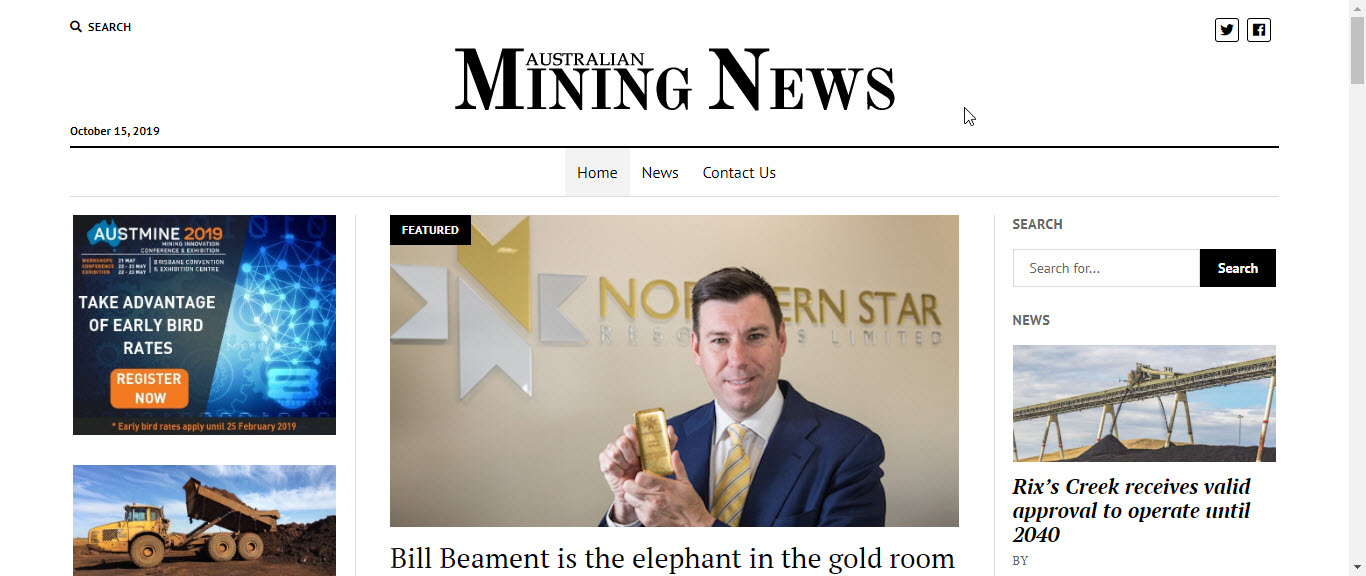 SEARCH
AUSTRALIAN
MINING NEWS
October 15, 2019
Home News Contact Us
AUSTMINE 2019
MINING INNOVATION
CONFERENCE & EXHIBITION
WORKSHOPS 21 MAY
CONFERENCE 22 - 23 MAY
EXHIBITION 22 - 23 MAY
BRISBANE CONVENTION
& EXHIBITION CENTRE
TAKE ADVANTAGE
OF EARLY BIRD
RATES
REGISTER
NOW
* Early bird rates apply until 25 February 2019
FEATURED
STAR
LIMITED
Bill Beament is the elephant in the gold room
SEARCH
Search for...
Search
NEWS
Rix’s Creek receives valid
approval to operate until
2040
BY